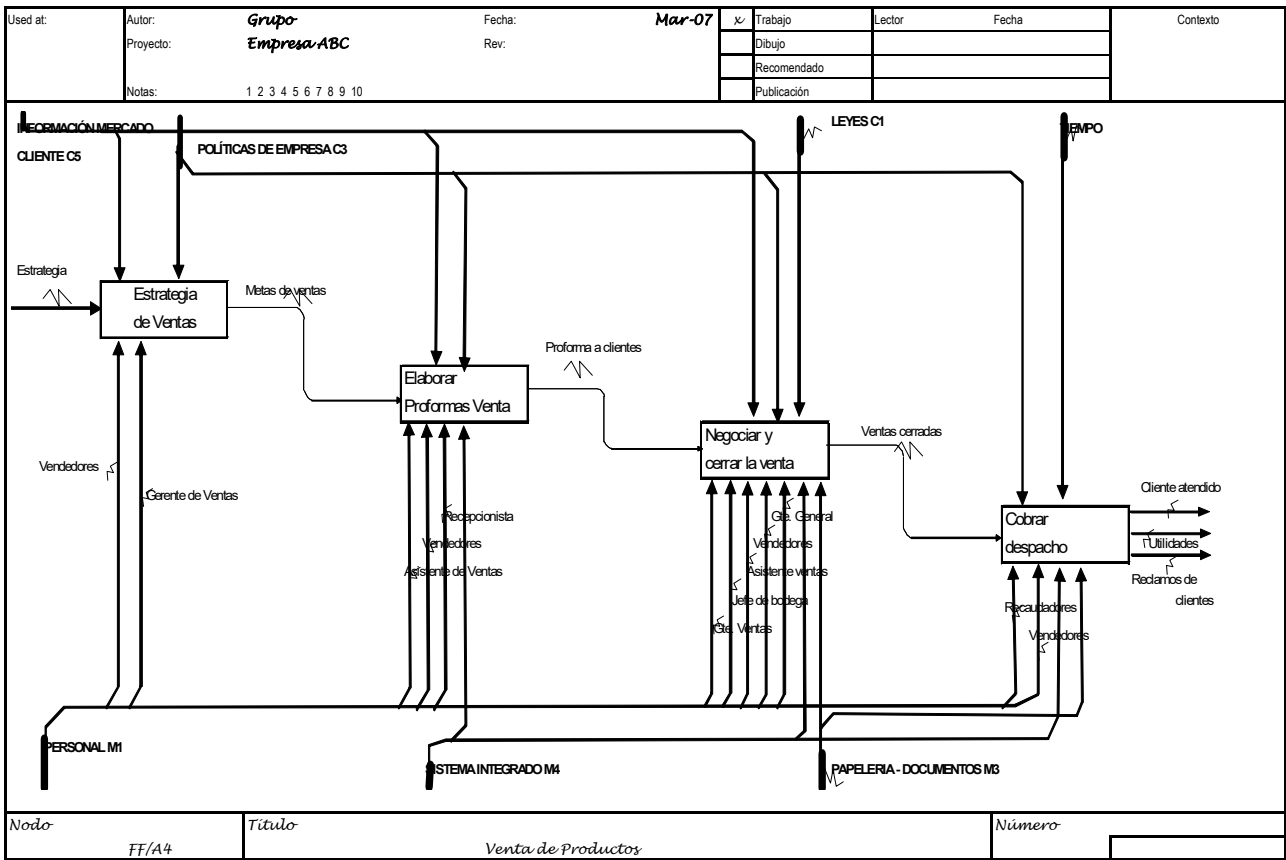 Used at:
Autor:
Grupo
Fecha:
Mar-07
x
Trabajo
Lector
Fecha
Contexto
Proyecto:
Empresa ABC
Rev:
Dibujo
Recomendado
Notas:
1 2 3 4 5 6 7 8 9 10
Publicación
INFORMACIÓN MERCADO
CLIENTE C5
POLÍTICAS DE EMPRESA C3
LEYES C1
TIEMPO
Estrategia
Estrategia
de Ventas
Metas de ventas
Elaborar
Proformas Venta
Proforma a clientes
Negociar y
cerrar la venta
Ventas cerradas
Cobrar
despacho
Cliente atendido
Utilidades
Reclamos de
clientes
Vendedores
Gerente de Ventas
Recepcionista
Vendedores
Asistente de Ventas
Gte. General
Vendedores
Asistente ventas
Jefe de bodega
Gte. Ventas
Recaudadores
Vendedores
PERSONAL M1
SISTEMA INTEGRADO M4
PAPELERIA - DOCUMENTOS M3
Nodo
FF/A4
Título
Venta de Productos
Número